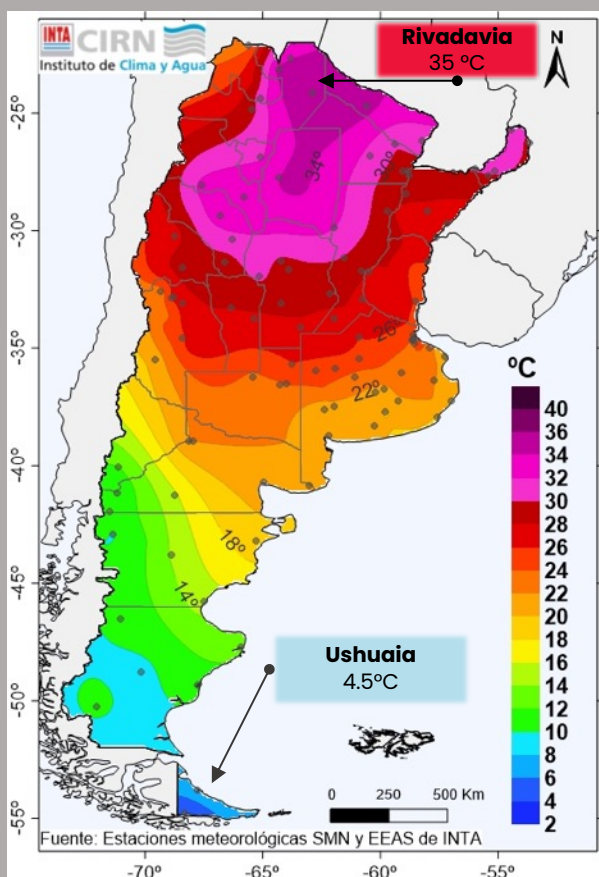 INTA
CIRN
Instituto de Clima y Agua
Rivadavia
35 ºC
N
-25°
-30°
-35°
-40°
-45°
-50°
-55°
34°
30°
26°
22°
18°
14°
ºC
40
36
34
32
30
28
26
24
22
20
18
16
14
12
10
8
6
4
2
Ushuaia
4.5ºC
0 250 500 Km
Fuente: Estaciones meteorológicas SMN y EEAS de INTA
-70° -65° -60° -55°